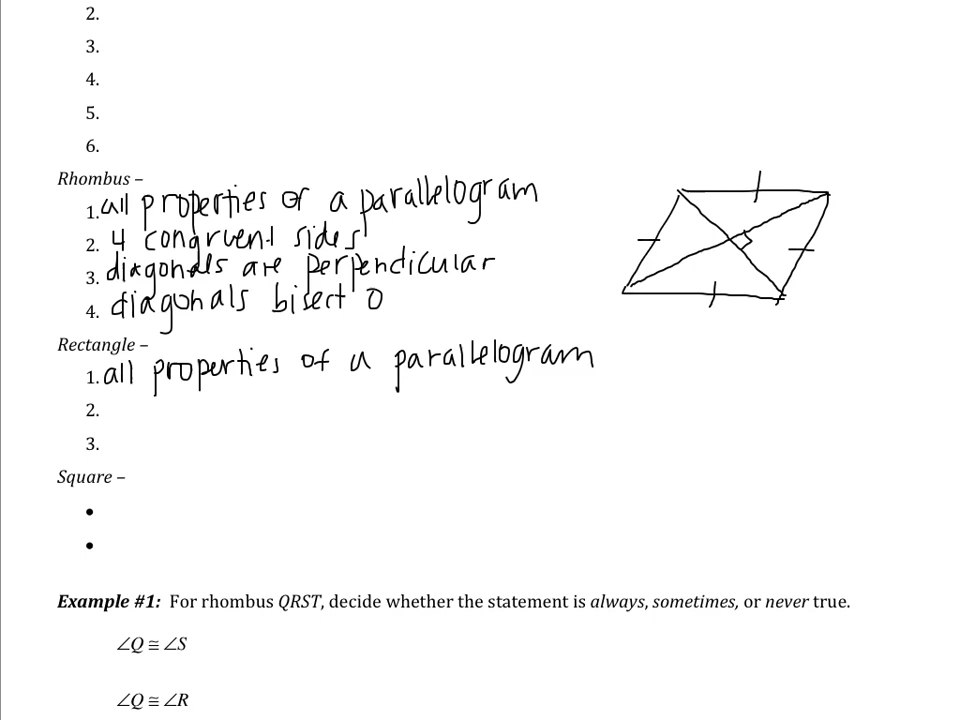 2.
3.
4.
5.
6.
Rhombus –
1. all properties of a parallelogram
2. 4 congruent sides
3. diagonals are perpendicular
4. diagonals bisect
Rectangle –
1. all properties of a parallelogram
2.
3.
Square –
•
•
Example #1: For rhombus QRST, decide whether the statement is always, sometimes, or never true.
∠Q ≅ ∠S
∠Q ≅ ∠R